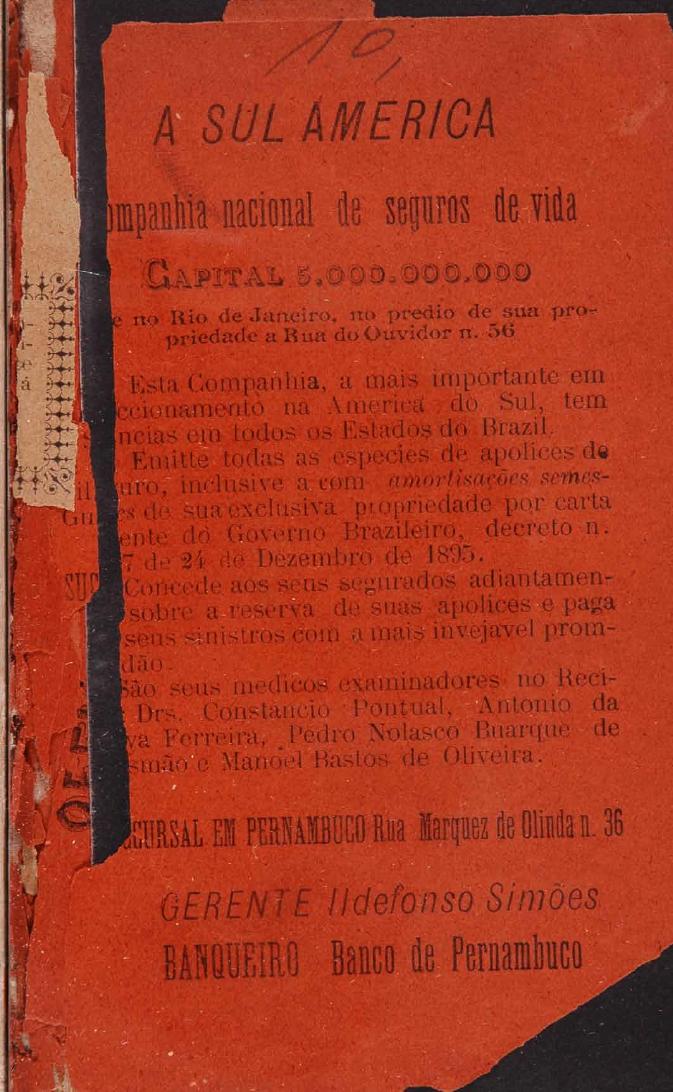 10,
A SUL AMERICA
ompanhia nacional de seguros de vida
CAPITAL 5.000.000.000
e no Rio de Janeiro, no predio de sua pro-
priedade a Rua do Ouvidor n. 56
Esta Companhia, a mais importante em
ccionamento na America do Sul, tem
ncias em todos os Estados do Brazil.
Emitte todas as especies de apolices de
uro, inclusive a com amortisações semes-
es de sua exclusiva propriedade por carta
ente do Governo Brazileiro, decreto n.
7 de 24 de Dezembro de 1895.
Concede aos seus segurados adiantamen-
sobre a reserva de suas apolices e paga
seus sinistros com a mais invejavel prom-
dão.
São seus medicos examinadores no Reci-
Drs. Constancio Pontual, Antonio da
va Ferreira, Pedro Nolasco Buarque de
smão e Manoel Bastos de Oliveira.
CURSAL EM PERNAMBUCO Rua Marquez de Olinda n. 36
GERENTE Ildefonso Simões
BANQUEIRO Banco de Pernambuco